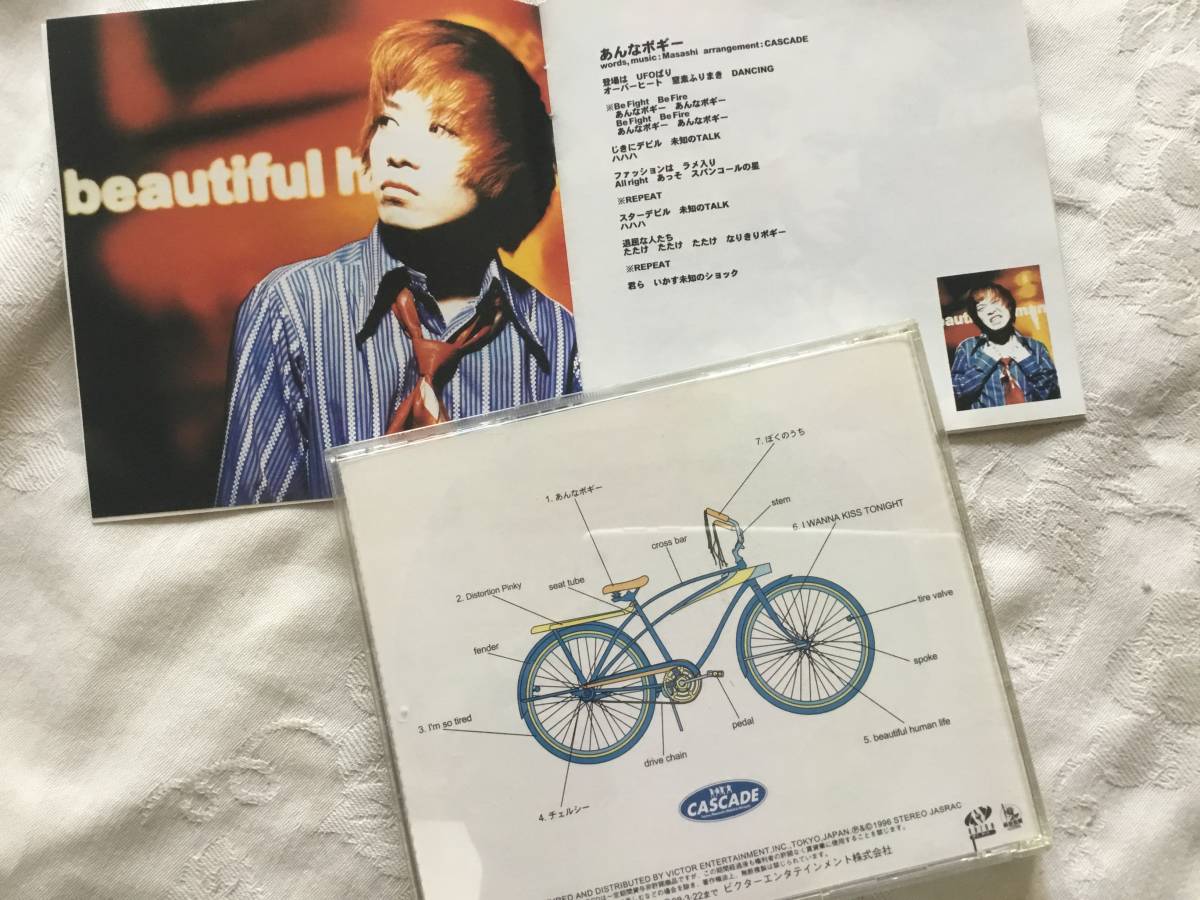 beautiful h
あんなボギー
words, music : Masashi arrangement : CASCADE
登場は UFOばり
オーバーヒート 窒素ふりまき DANCING
※Be Fight Be Fire
あんなボギー あんなボギー
Be Fight Be Fire
あんなボギー あんなボギー
じきにデビル 未知のTALK
ハハハ
ファッションは ラメ入り
All right あっそ スパンコールの星
※REPEAT
スターデビル 未知のTALK
ハハハ
退屈な人たち
たたけ たたけ たたけ なりきりボギー
※REPEAT
君ら いかす未知のショック
7. ぼくのうち
1. あんなボギー
stem
6. I WANNA KISS TONIGHT
cross bar
seat tube
2. Distortion Pinky
tire valve
fender
spoke
3. I'm so tired
pedal
5. beautiful human life
drive chain
4. チェルシー
CASCADE
AND DISTRIBUTED BY VICTOR ENTERTAINMENT, INC., TOKYO, JAPAN. ℗&© 1996 STEREO JASRAC
3・22まで ビクターエンタテインメント株式会社